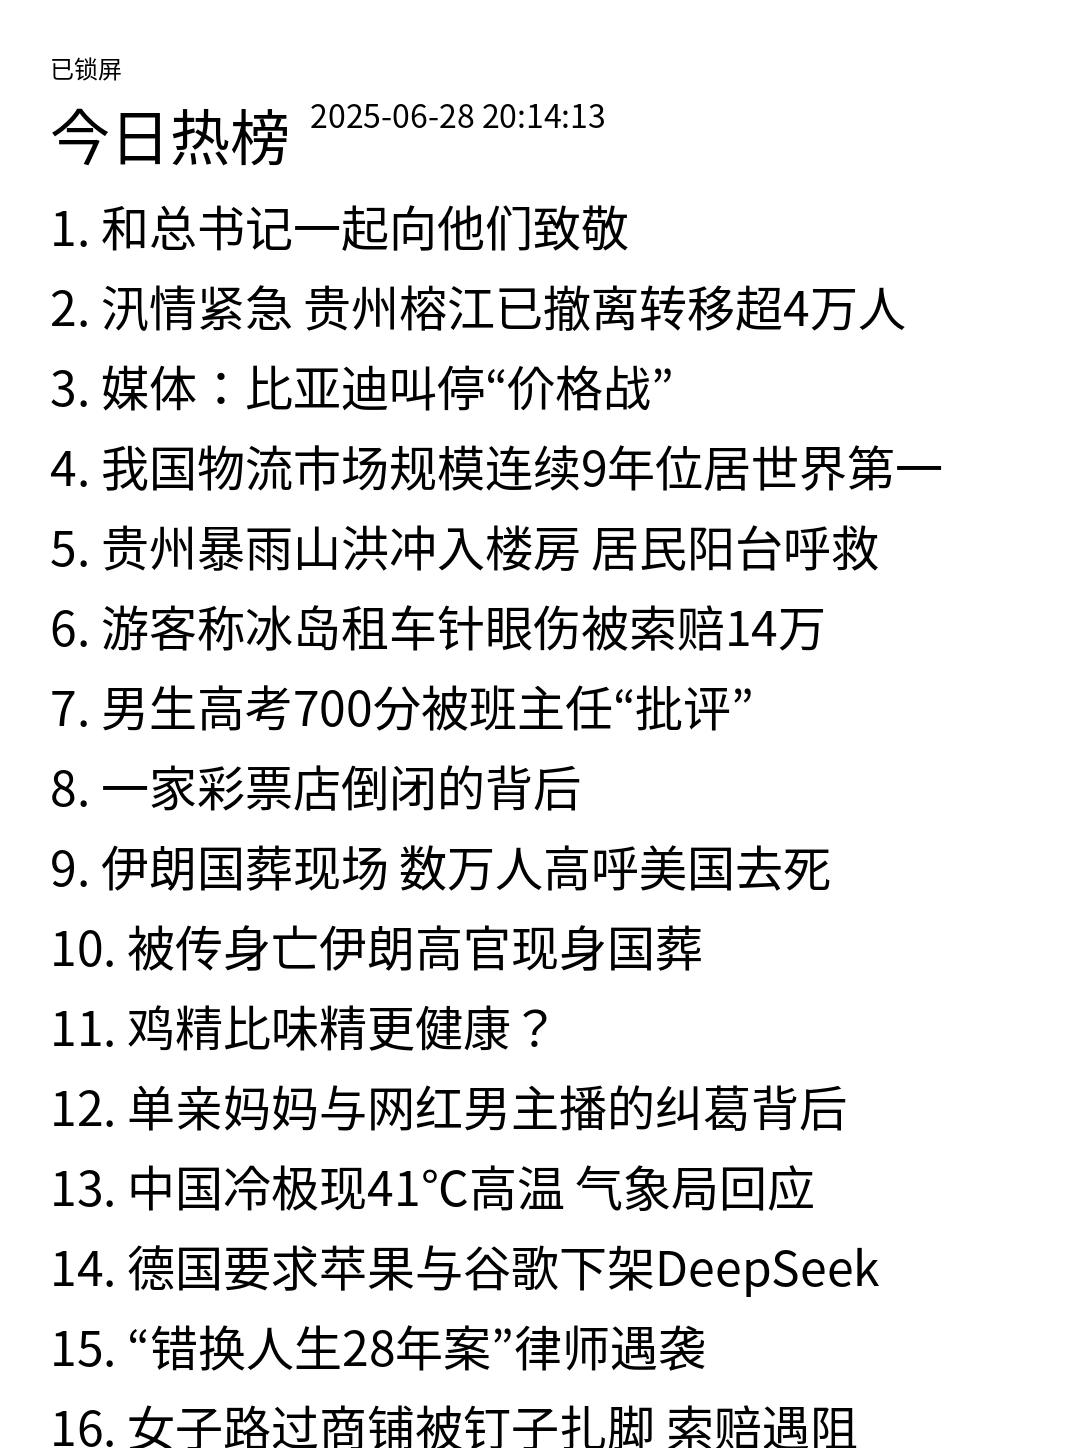 已锁屏
今日热榜 2025-06-28 20:14:13
1. 和总书记一起向他们致敬
2. 汛情紧急 贵州榕江已撤离转移超4万人
3. 媒体：比亚迪叫停“价格战”
4. 我国物流市场规模连续9年位居世界第一
5. 贵州暴雨山洪冲入楼房 居民阳台呼救
6. 游客称冰岛租车针眼伤被索赔14万
7. 男生高考700分被班主任“批评”
8. 一家彩票店倒闭的背后
9. 伊朗国葬现场 数万人高呼美国去死
10. 被传身亡伊朗高官现身国葬
11. 鸡精比味精更健康？
12. 单亲妈妈与网红男主播的纠葛背后
13. 中国冷极现41℃高温 气象局回应
14. 德国要求苹果与谷歌下架DeepSeek
15. “错换人生28年案”律师遇袭
16. 女子路过商铺被钉子扎脚 索赔遇阻